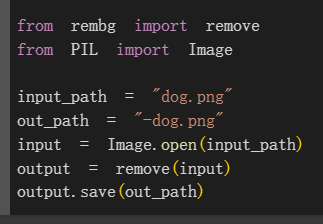 from rembg import remove
from PIL import Image

input_path = "dog.png"
out_path = "-dog.png"
input = Image.open(input_path)
output = remove(input)
output.save(out_path)